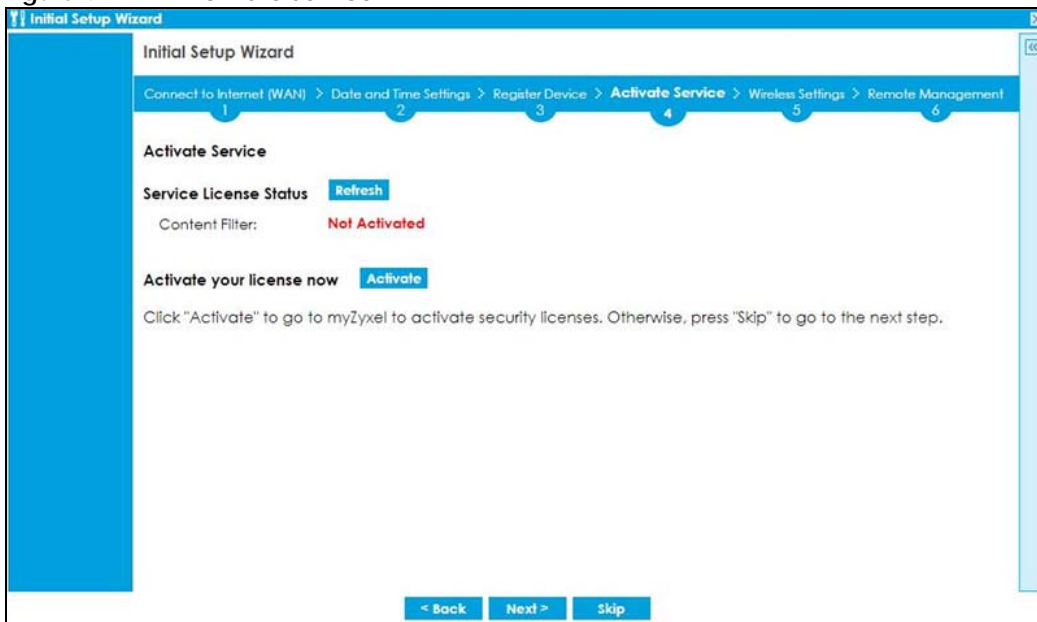 Initial Setup Wizard
Initial Setup Wizard
Connect to Internet (WAN) > Date and Time Settings > Register Device > Activate Service > Wireless Settings > Remote Management
1 2 3 4 5 6
Activate Service
Service License Status Refresh
Content Filter: Not Activated
Activate your license now Activate
Click "Activate" to go to myZyxel to activate security licenses. Otherwise, press "Skip" to go to the next step.
< Back Next > Skip